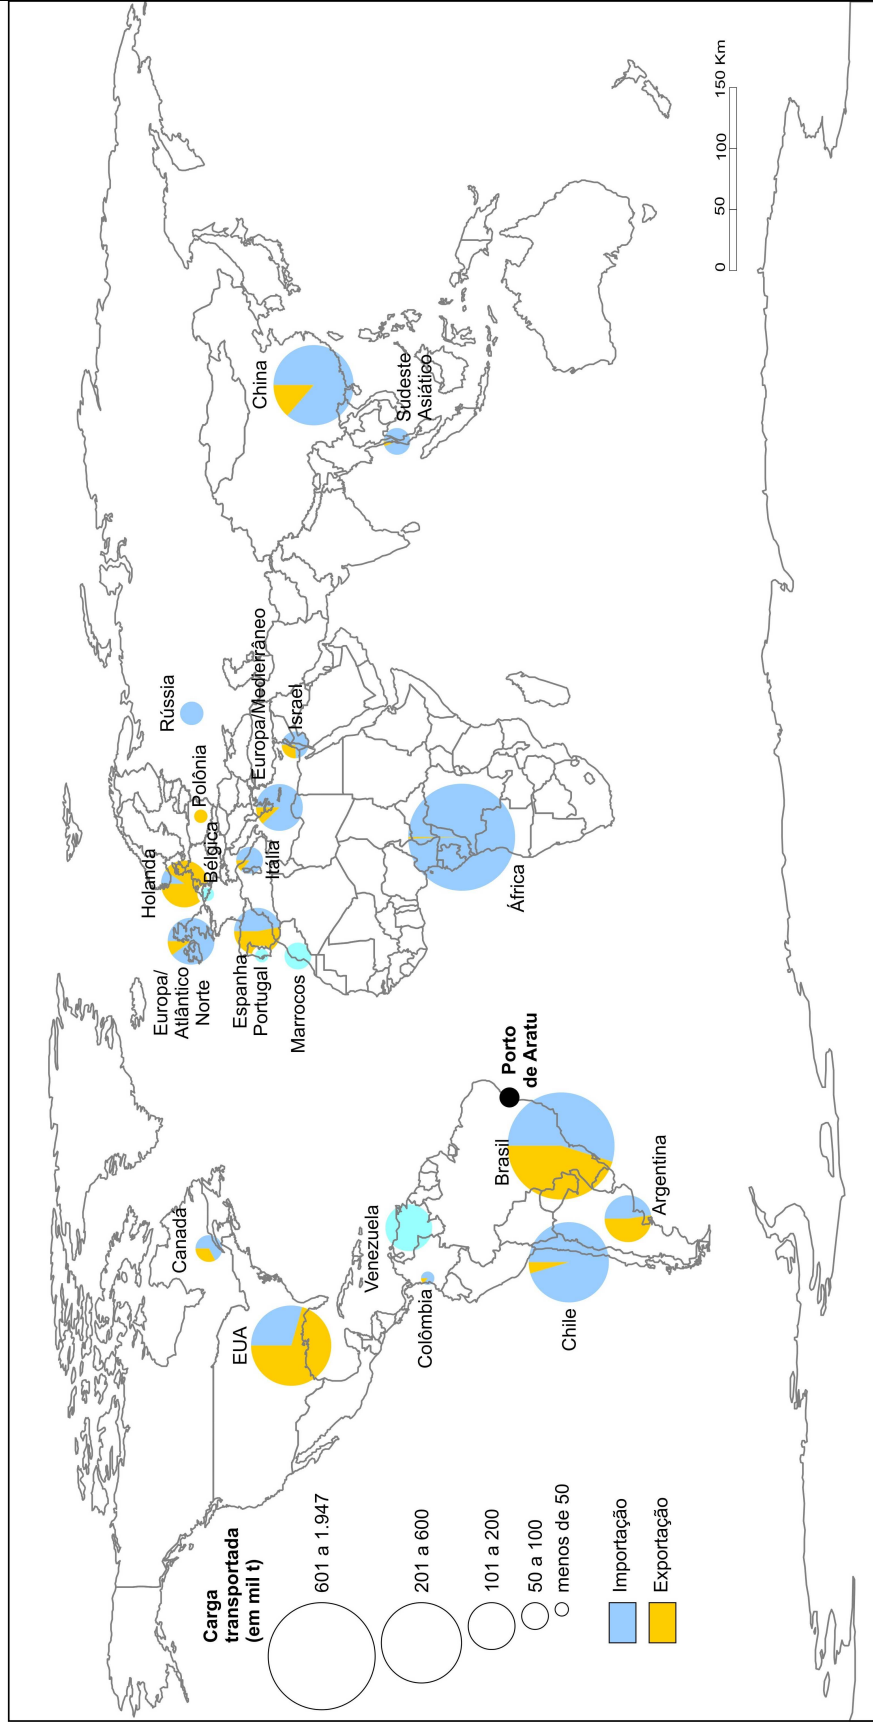 Canadá
EUA
Venezuela
Colômbia
Chile
Brasil
Argentina
Porto
de Aratu
Europa/
Atlântico
Norte
Holanda
Bélgica
Polônia
Rússia
Espanha
Portugal
Marrocos
Itália
Europa/Mediterrâneo
Israel
África
China
Sudeste
Asiático
Carga
transportada
(em mil t)
601 a 1.947
201 a 600
101 a 200
50 a 100
menos de 50
Importação
Exportação
0 50 100 150 Km